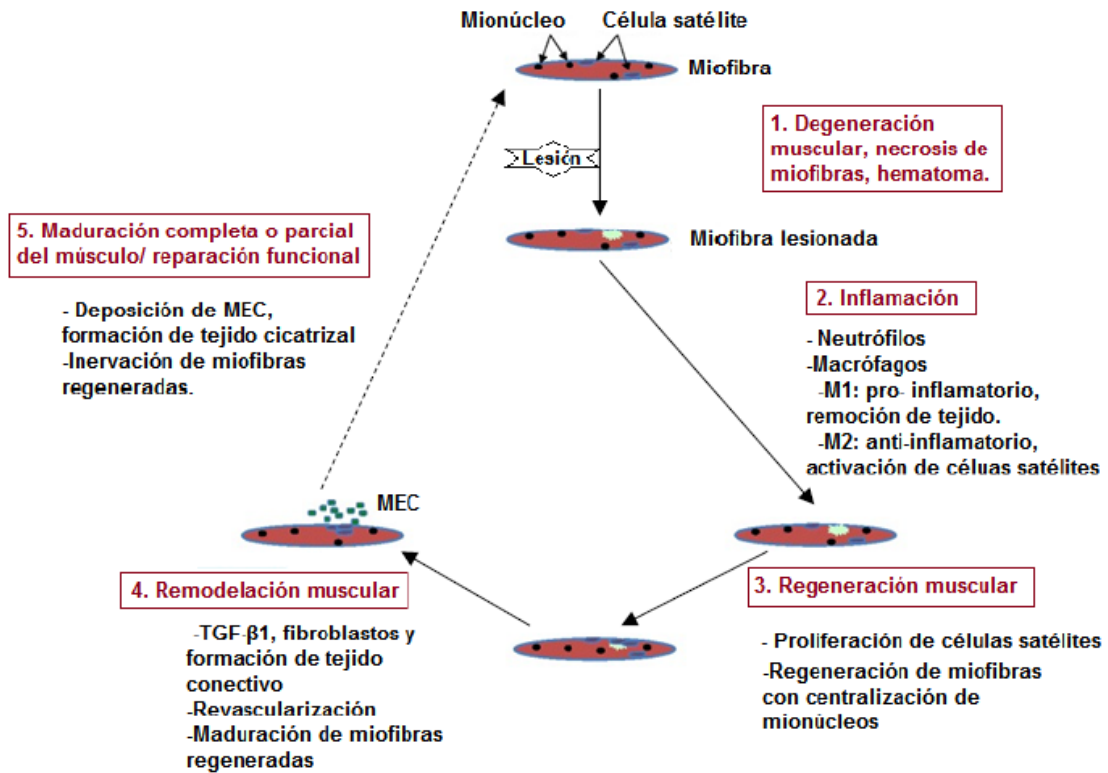 Mionúcleo
Célula satélite
Miofibra
1. Degeneración
muscular, necrosis de
miofibras, hematoma.
Lesión
Miofibra lesionada
2. Inflamación
- Neutrófilos
-Macrófagos
-M1: pro- inflamatorio,
remoción de tejido.
-M2: anti-inflamatorio,
activación de céluas satélites
3. Regeneración muscular
- Proliferación de células satélites
-Regeneración de miofibras
con centralización de
mionúcleos
MEC
4. Remodelación muscular
-TGF-β1, fibroblastos y
formación de tejido
conectivo
-Revascularización
-Maduración de miofibras
regeneradas
5. Maduración completa o parcial
del músculo/ reparación funcional
- Deposición de MEC,
formación de tejido cicatrizal
-Inervación de miofibras
regeneradas.